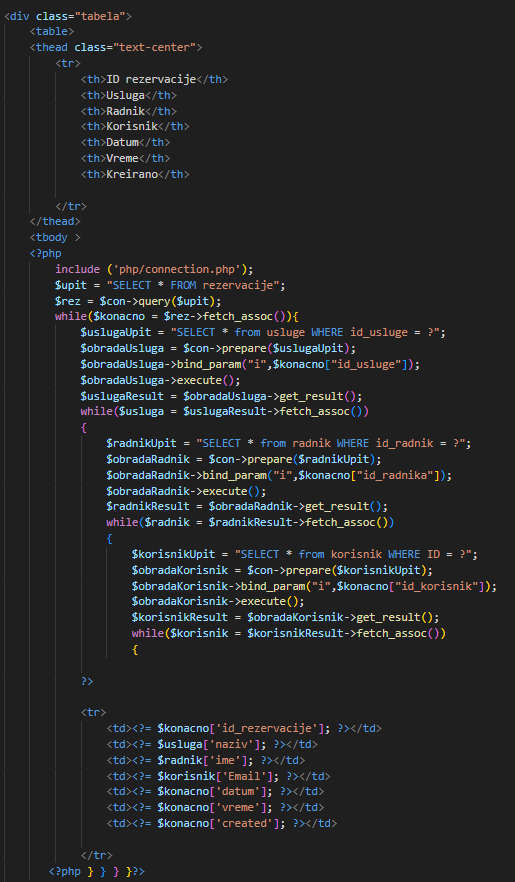 <div class="tabela">
<table>
<thead class="text-center">
<tr>
<th>ID rezervacije</th>
<th>Usluga</th>
<th>Radnik</th>
<th>Korisnik</th>
<th>Datum</th>
<th>Vreme</th>
<th>Kreirano</th>
</tr>
</thead>
<tbody >
<?php
include ('php/connection.php');
$upit = "SELECT * FROM rezervacije";
$rez = $con->query($upit);
while($konacno = $rez->fetch_assoc()){
$uslugaUpit = "SELECT * from usluge WHERE id_usluge = ?";
$obradaUsluga = $con->prepare($uslugaUpit);
$obradaUsluga->bind_param("i",$konacno["id_usluge"]);
$obradaUsluga->execute();
$uslugaResult = $obradaUsluga->get_result();
while($usluga = $uslugaResult->fetch_assoc())
{
$radnikUpit = "SELECT * from radnik WHERE id_radnik = ?";
$obradaRadnik = $con->prepare($radnikUpit);
$obradaRadnik->bind_param("i",$konacno["id_radnika"]);
$obradaRadnik->execute();
$radnikResult = $obradaRadnik->get_result();
while($radnik = $radnikResult->fetch_assoc())
{
$korisnikUpit = "SELECT * from korisnik WHERE ID = ?";
$obradaKorisnik = $con->prepare($korisnikUpit);
$obradaKorisnik->bind_param("i",$konacno["id_korisnik"]);
$obradaKorisnik->execute();
$korisnikResult = $obradaKorisnik->get_result();
while($korisnik = $korisnikResult->fetch_assoc())
{
?>
<tr>
<td><?= $konacno['id_rezervacije']; ?></td>
<td><?= $usluga['naziv']; ?></td>
<td><?= $radnik['ime']; ?></td>
<td><?= $korisnik['Email']; ?></td>
<td><?= $konacno['datum']; ?></td>
<td><?= $konacno['vreme']; ?></td>
<td><?= $konacno['created']; ?></td>
</tr>
<?php } } } }?>